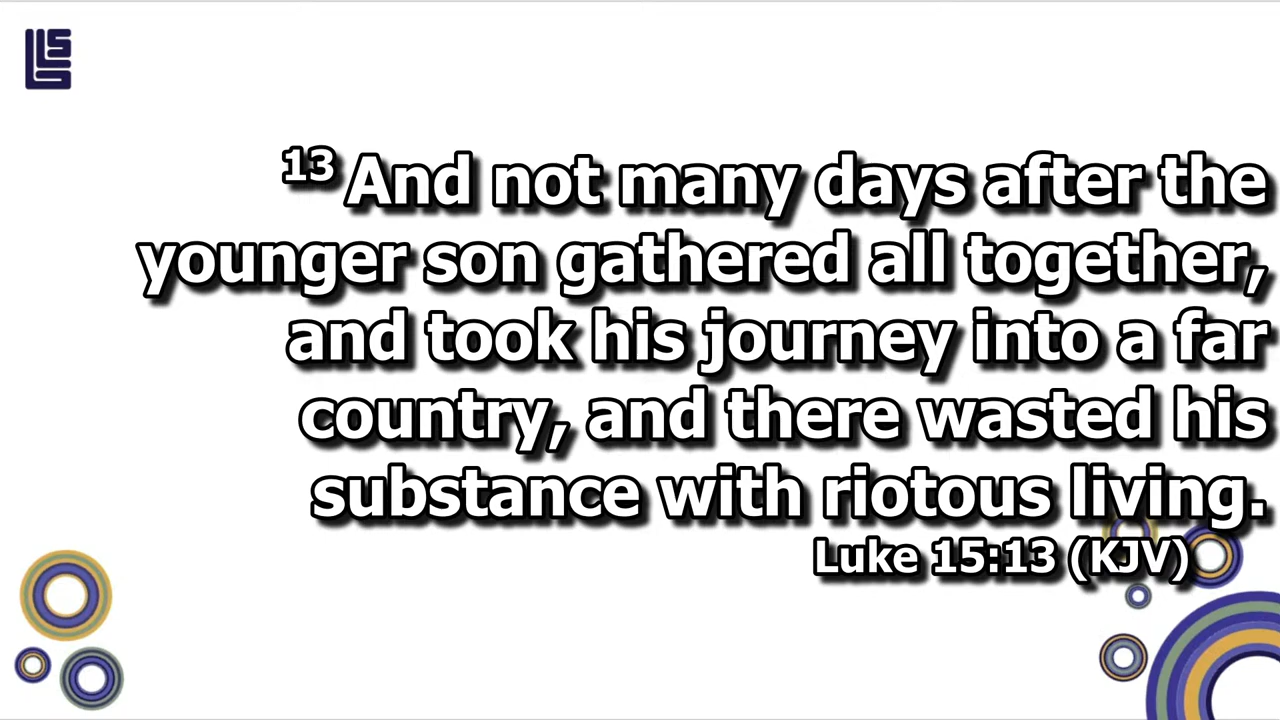 13 And not many days after the
younger son gathered all together,
and took his journey into a far
country, and there wasted his
substance with riotous living.
Luke 15:13 (KJV)